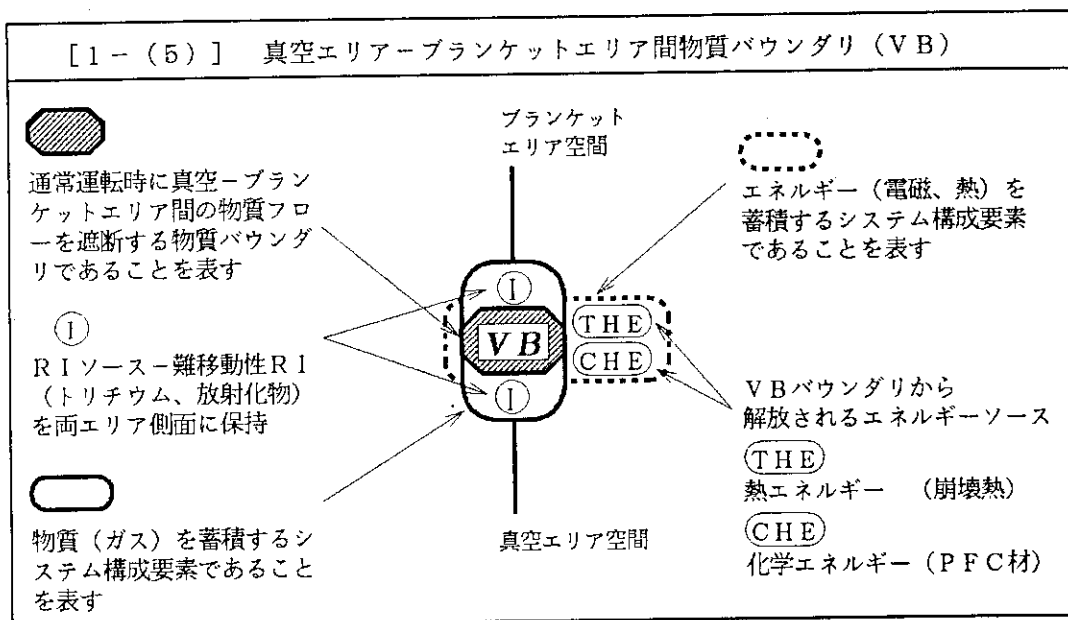 [1-(5)] 真空エリア-ブランケットエリア間物質バウンダリ(VB)
通常運転時に真空-ブラン
ケットエリア間の物質フロ
ーを遮断する物質バウンダ
リであることを表す
Ⓘ
RIソース-難移動性RI
(トリチウム、放射化物)
を両エリア側面に保持
物質(ガス)を蓄積するシ
ステム構成要素であること
を表す
ブランケット
エリア空間
Ⓘ
VB
THE
CHE
Ⓘ
真空エリア空間
エネルギー(電磁、熱)を
蓄積するシステム構成要素
であることを表す
VBバウンダリから
解放されるエネルギーソース
THE
熱エネルギー (崩壊熱)
CHE
化学エネルギー(PFC材)